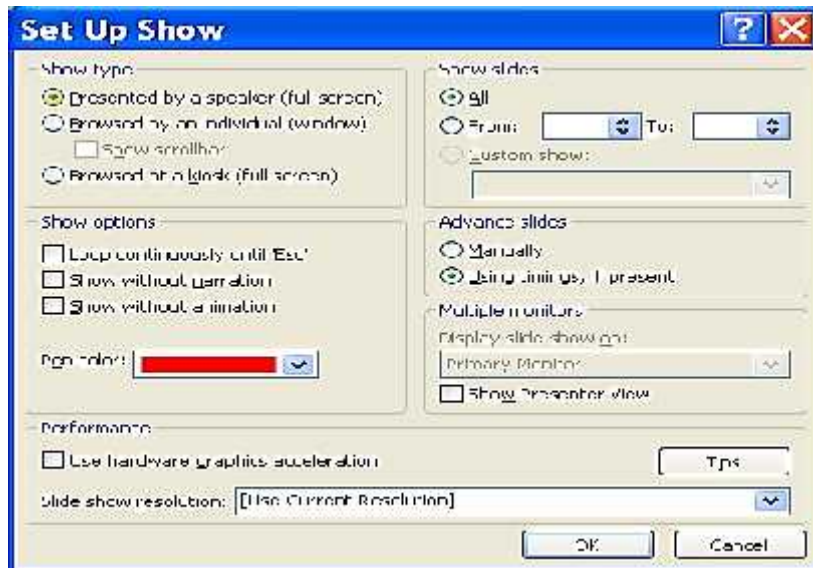 Set Up Show
Show type
Presented by a speaker (full screen)
Browsed by an individual (window)
Show scrollbar
Browsed at a kiosk (full screen)
Show slides
All
From: To:
Custom show:
Show options
Loop continuously until 'Esc'
Show without narration
Show without animation
Pen color:
Advance slides
Manually
Using timings, if present
Multiple monitors
Display slide show on:
Primary Monitor
Show Presenter View
Performance
Use hardware graphics acceleration
Tips
Slide show resolution: [Use Current Resolution]
OK Cancel